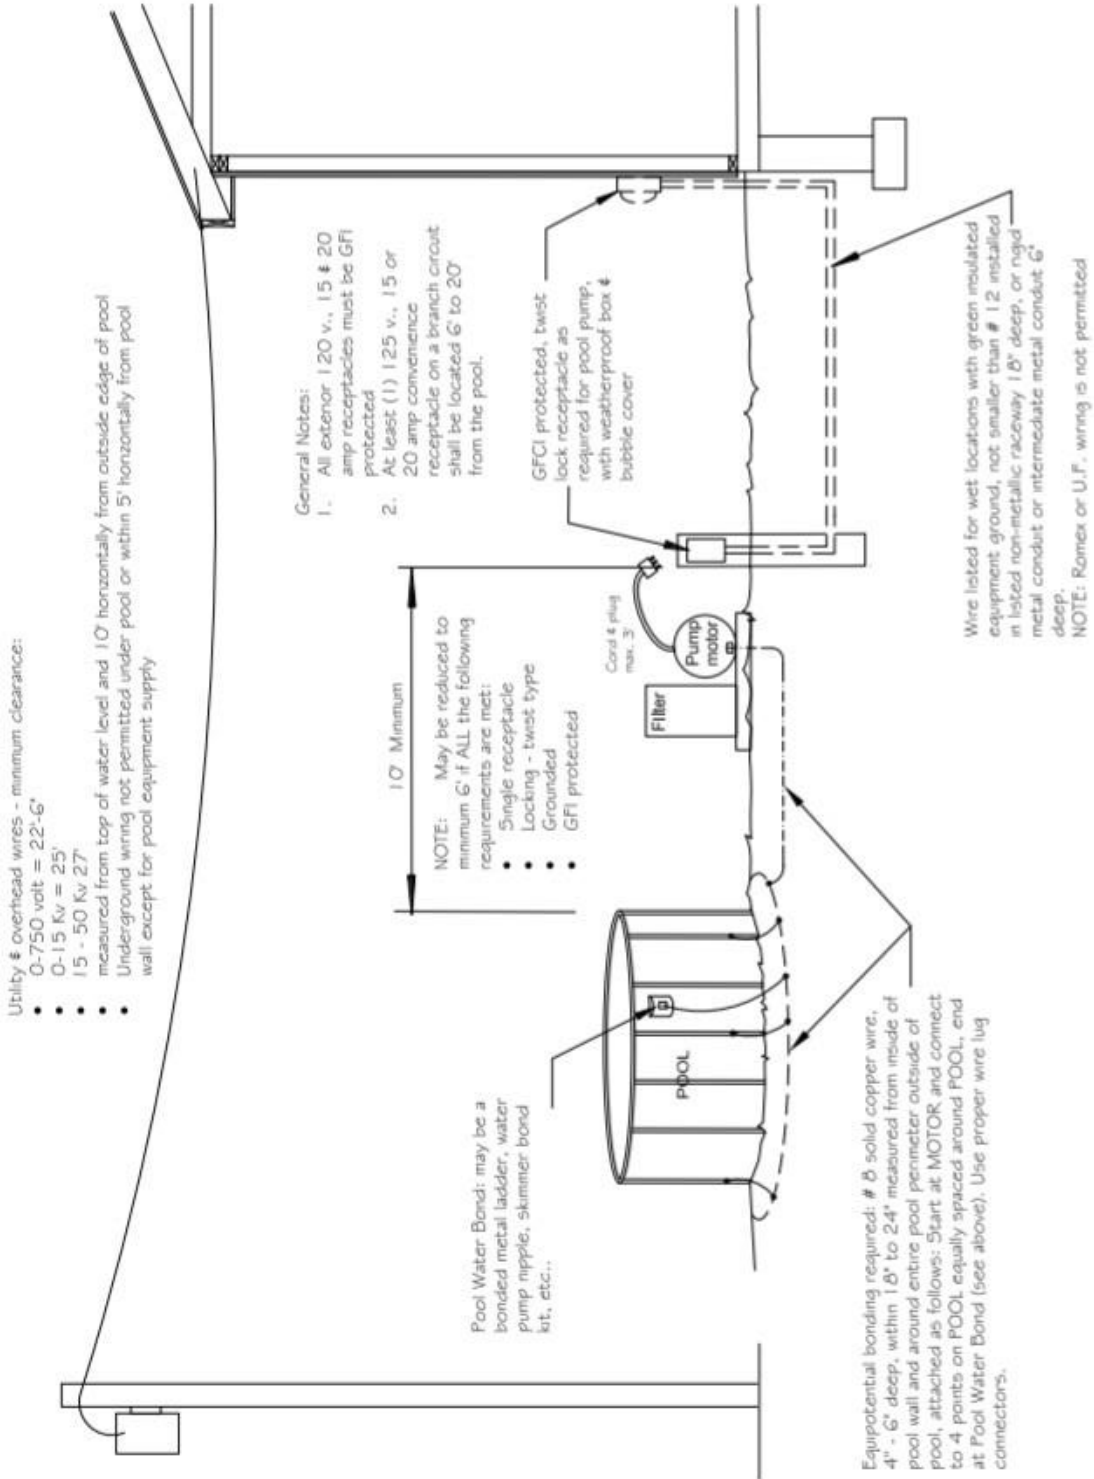 Utility & overhead wires - minimum clearance:
• 0-750 volt = 22'-6"
• 0-15 Kv = 25'
• 15 - 50 Kv 27'
• measured from top of water level and 10' horizontally from outside edge of pool
• Underground wiring not permitted under pool or within 5' horizontally from pool
wall except for pool equipment supply
General Notes:
1. All exterior 120 v., 15 & 20
amp receptacles must be GFI
protected
2. At least (1) 125 v., 15 or
20 amp convenience
receptacle on a branch circuit
shall be located 6' to 20'
from the pool.
10' Minimum
NOTE: May be reduced to
minimum 6' if ALL the following
requirements are met:
• Single receptacle
• Locking - twist type
• Grounded
• GFI protected
GFCI protected, twist
lock receptacle as
required for pool pump,
with weatherproof box &
bubble cover
Pool Water Bond: may be a
bonded metal ladder, water
pump nipple, skimmer bond
kit, etc..
Cord & plug
max. 3'
POOL
Filter
Pump
motor
Equipotential bonding required: # 8 solid copper wire,
4" - 6" deep, within 18" to 24" measured from inside of
pool wall and around entire pool perimeter outside of
pool, attached as follows: Start at MOTOR and connect
to 4 points on POOL equally spaced around POOL, end
at Pool Water Bond (see above). Use proper wire lug
connectors.
Wire listed for wet locations with green insulated
equipment ground, not smaller than # 12 installed
in listed non-metallic raceway 18" deep, or rigid
metal conduit or intermediate metal conduit 6"
deep.
NOTE: Romex or U.F. wiring is not permitted